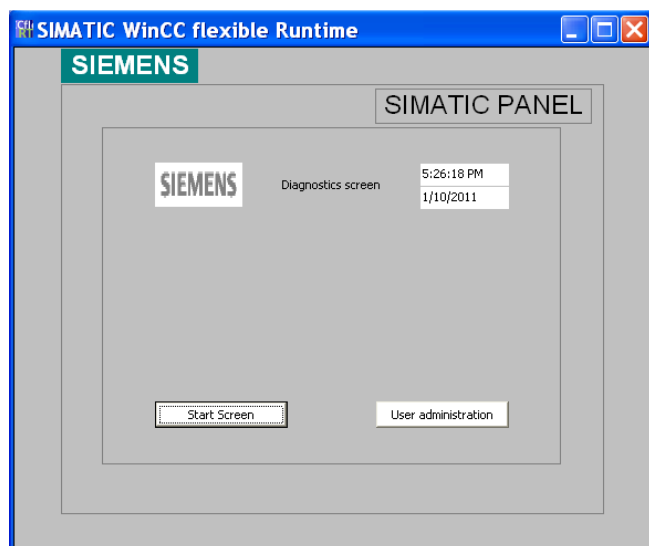 SIMATIC WinCC flexible Runtime
SIEMENS
SIMATIC PANEL
SIEMENS
Diagnostics screen
5:26:18 PM
1/10/2011
Start Screen
User administration